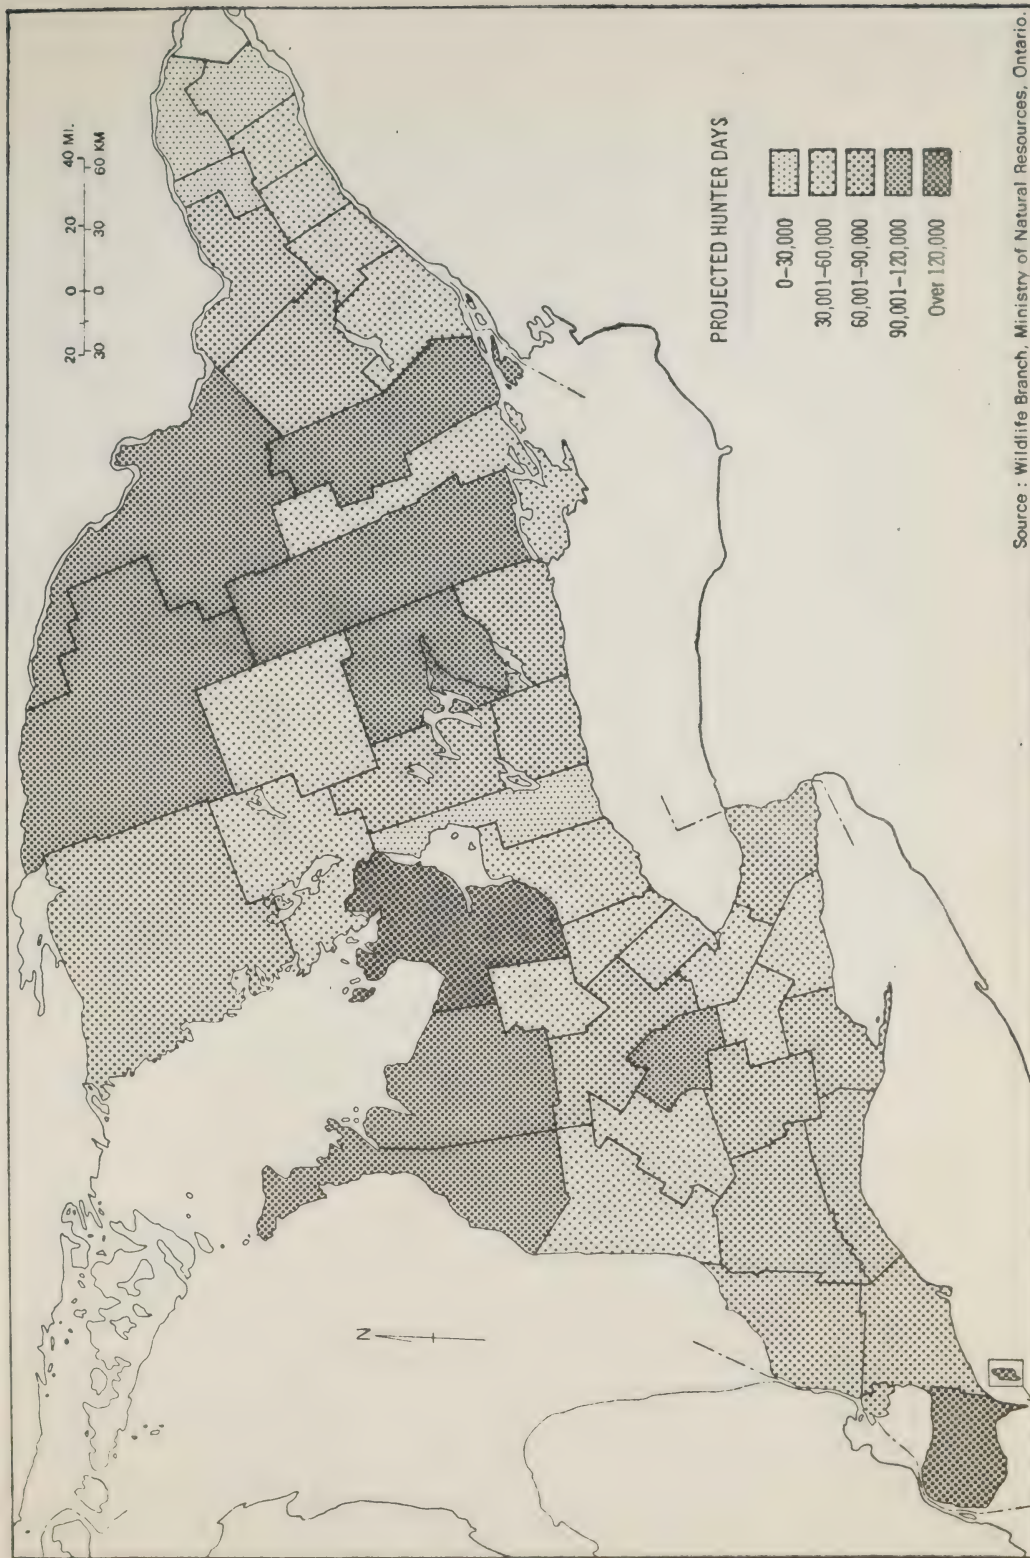 20 0 20 40 MI.
30 0 30 60 KM
PROJECTED HUNTER DAYS
0-30,000
30,001-60,000
60,001-90,000
90,001-120,000
Over 120,000
N
Source : Wildlife Branch, Ministry of Natural Resources, Ontario.